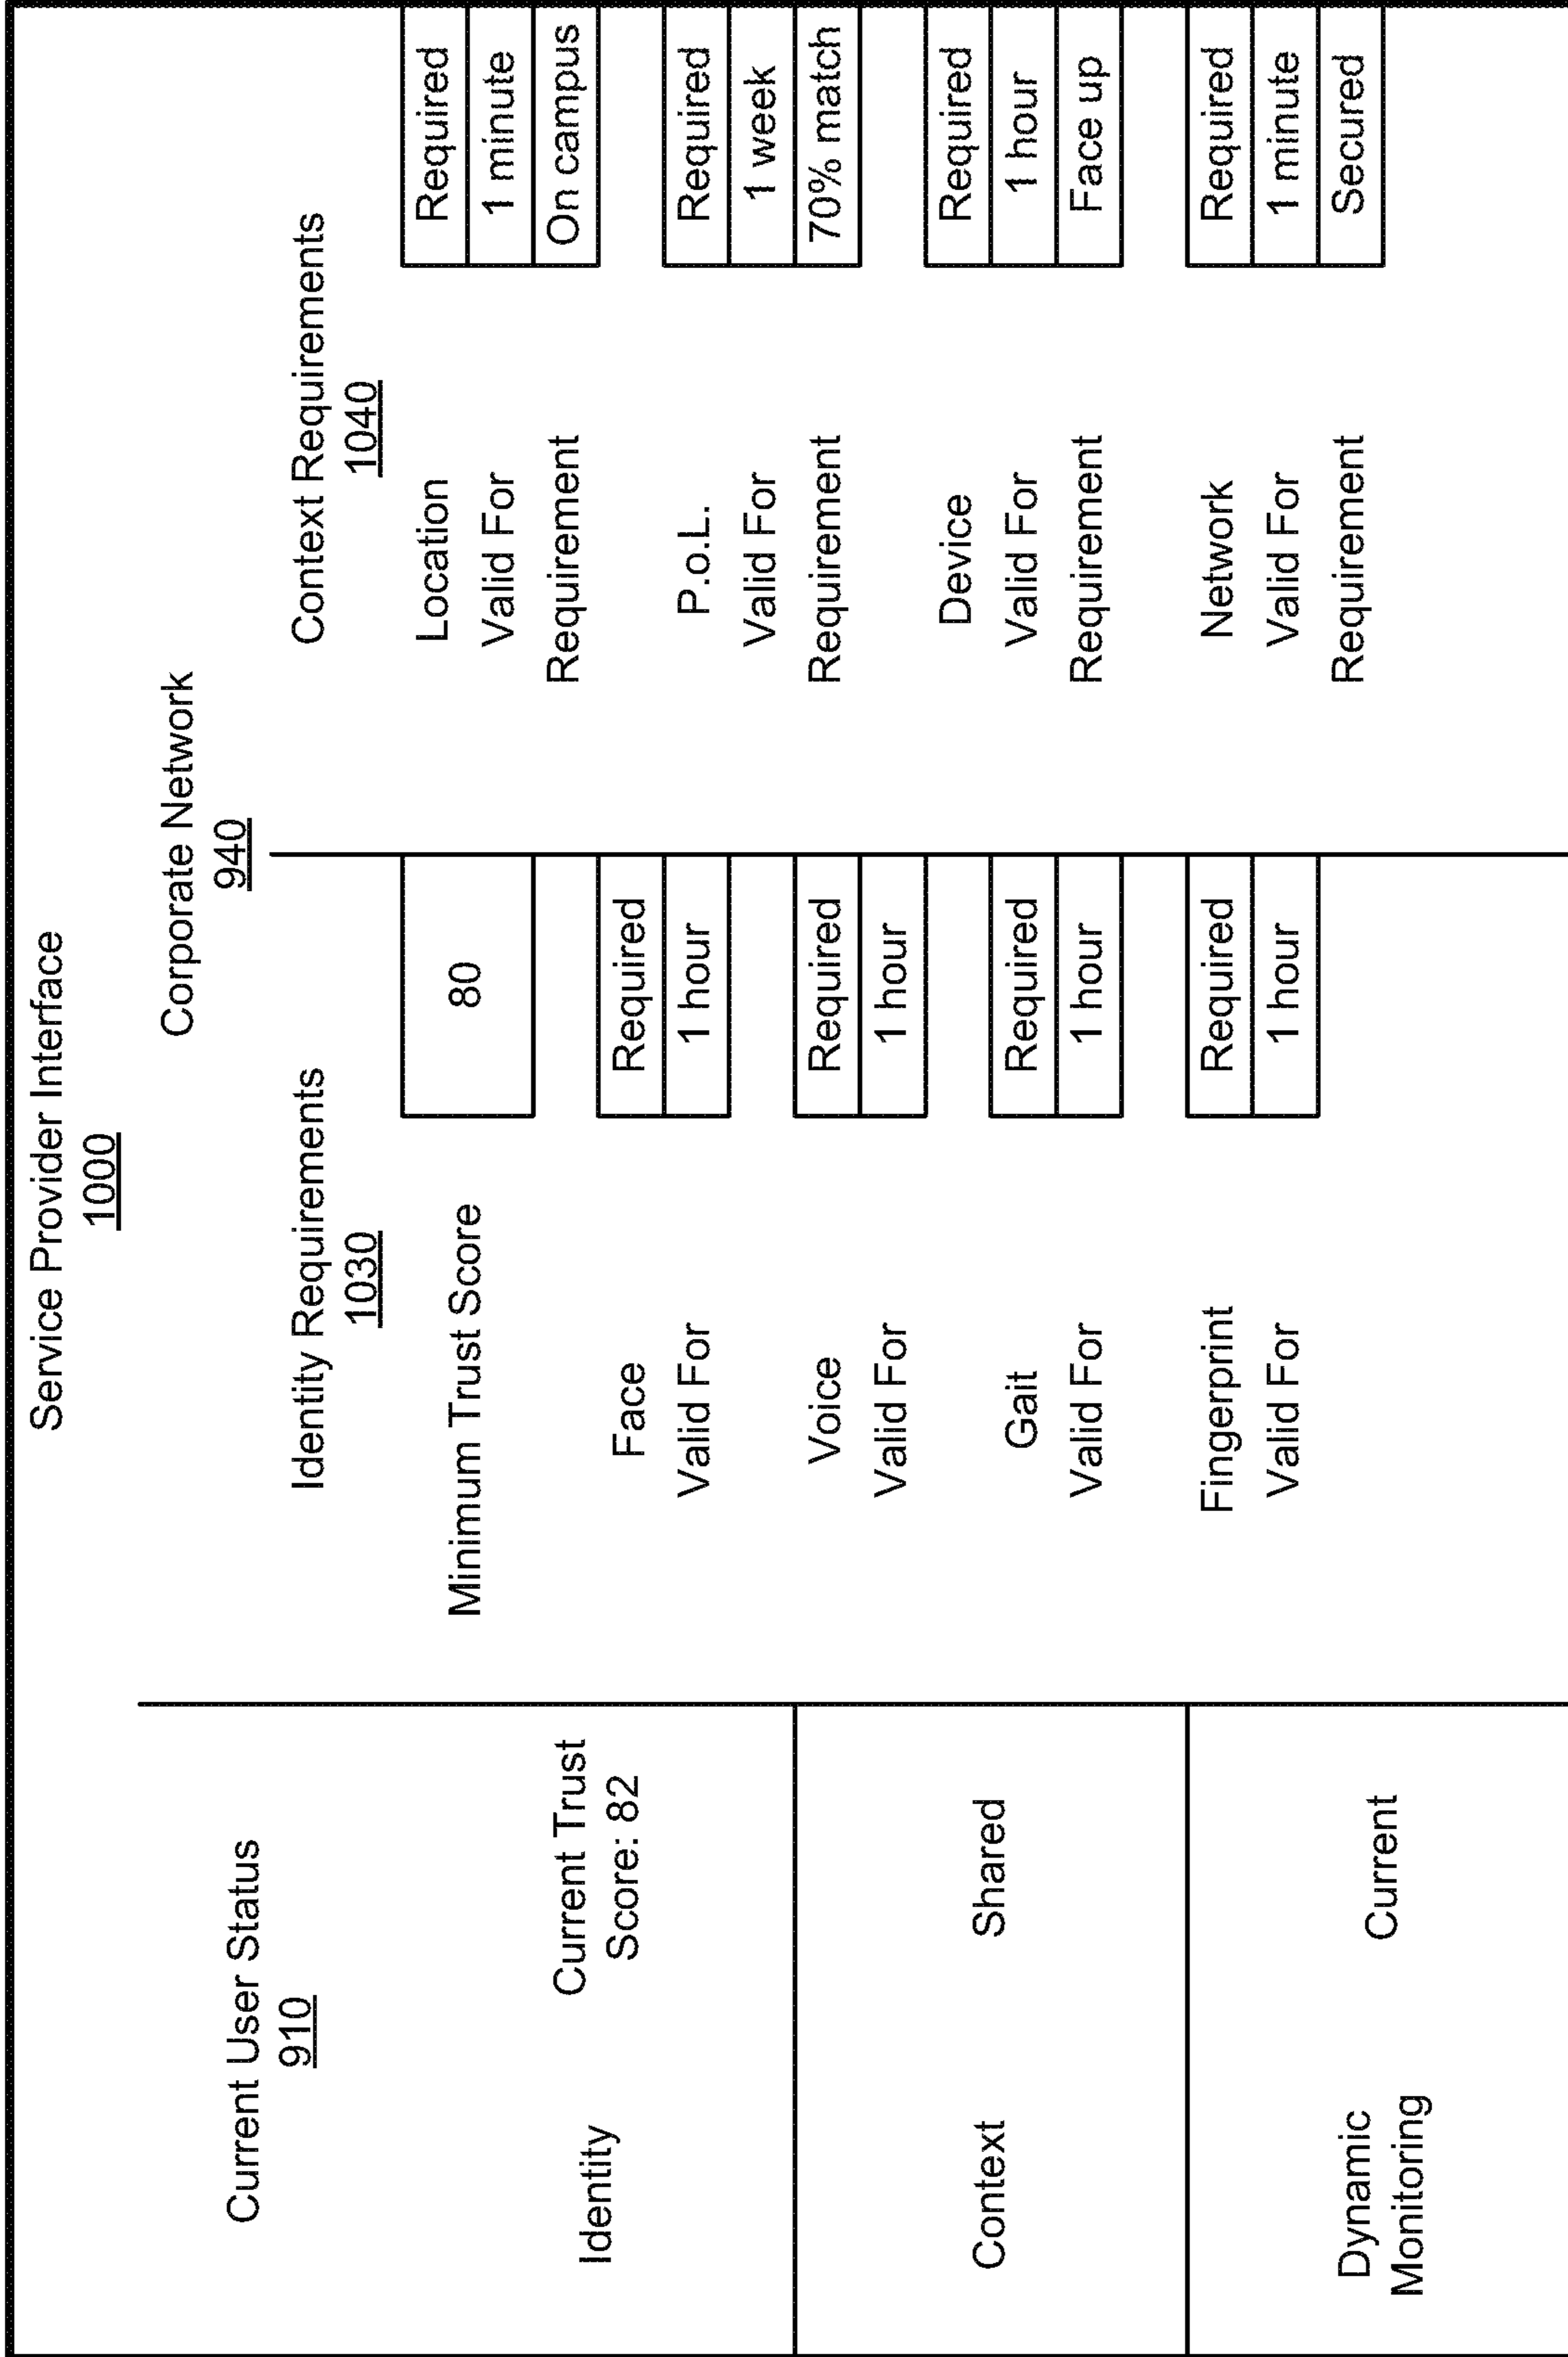 Service Provider Interface
1000
Current User Status
910
Identity
Current Trust
Score: 82
Context
Shared
Dynamic
Monitoring
Current
Corporate Network
940
Identity Requirements
1030
Minimum Trust Score
80
Face
Required
Valid For
1 hour
Voice
Required
Valid For
1 hour
Gait
Required
Valid For
1 hour
Fingerprint
Required
Valid For
1 hour
Context Requirements
1040
Location
Required
Valid For
1 minute
Requirement
On campus
P.o.L.
Required
Valid For
1 week
Requirement
70% match
Device
Required
Valid For
1 hour
Requirement
Face up
Network
Required
Valid For
1 minute
Requirement
Secured